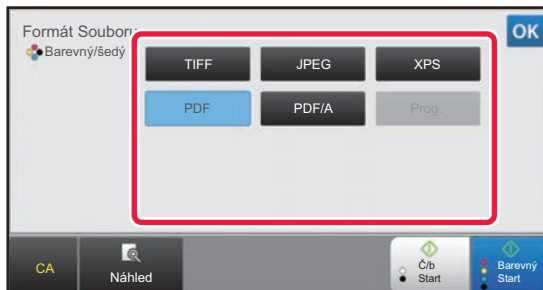 Formát Souboru
OK
Barevný/šedý
TIFF
JPEG
XPS
PDF
PDF/A
Prog.
CA
Náhled
Č/b
Start
Barevný
Start